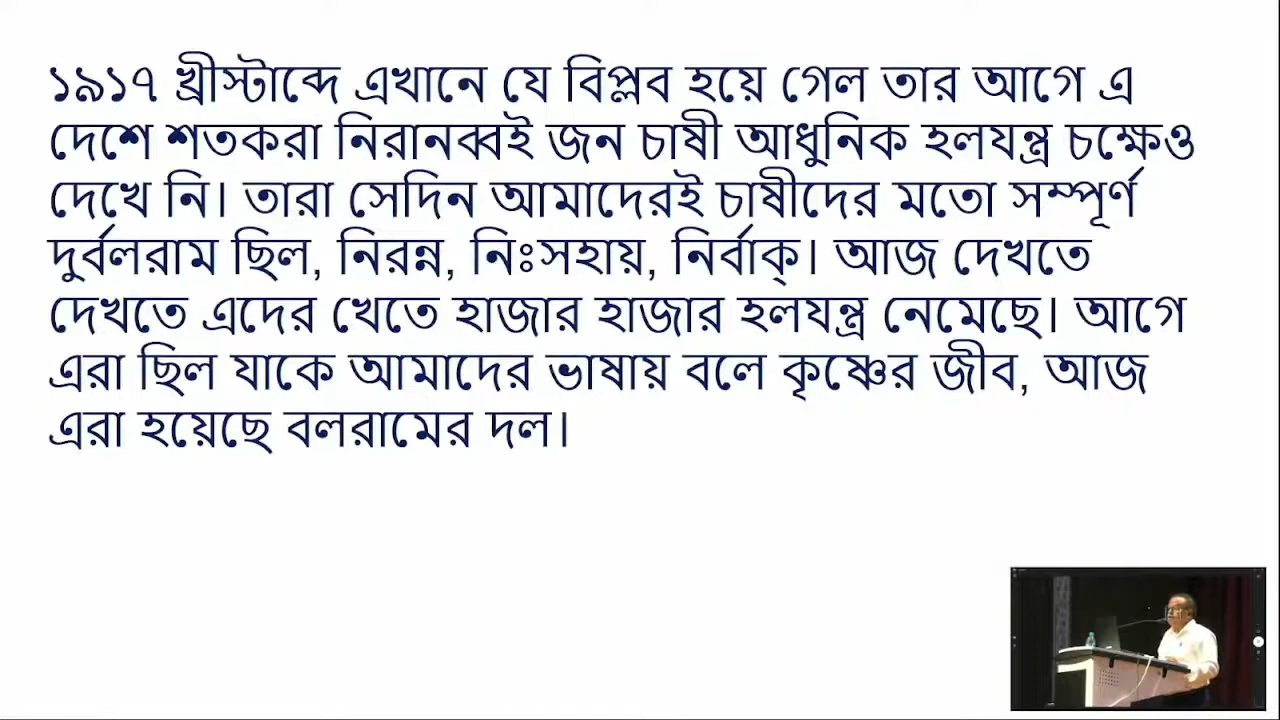 ১৯১৭ খ্রীস্টাব্দে এখানে যে বিপ্লব হয়ে গেল তার আগে এ
দেশে শতকরা নিরানব্বই জন চাষী আধুনিক হলযন্ত্র চক্ষেও
দেখে নি। তারা সেদিন আমাদেরই চাষীদের মতো সম্পূর্ণ
দুর্বলরাম ছিল, নিরন্ন, নিঃসহায়, নির্বাক্। আজ দেখতে
দেখতে এদের খেতে হাজার হাজার হলযন্ত্র নেমেছে। আগে
এরা ছিল যাকে আমাদের ভাষায় বলে কৃষ্ণের জীব, আজ
এরা হয়েছে বলরামের দল।